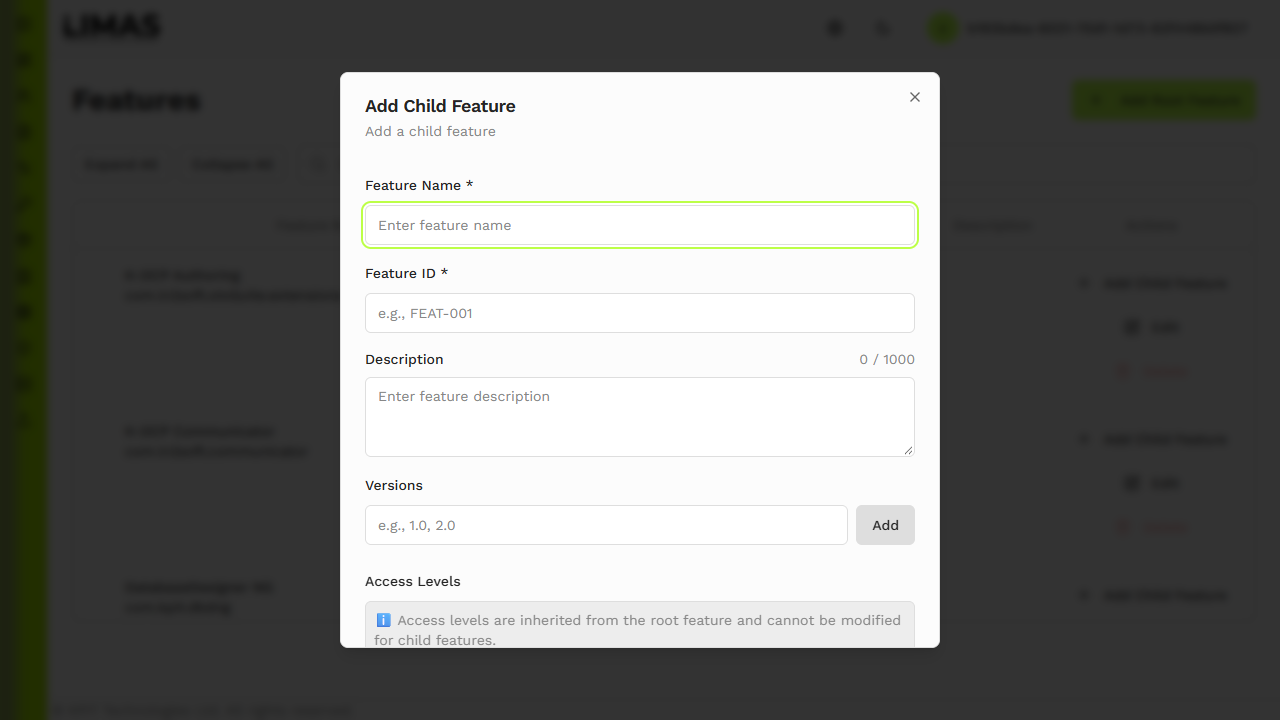 LIMAS
Features
Expand All
Collapse All
Add Child Feature
Add a child feature
Feature Name *
Enter feature name
Feature ID *
e.g., FEAT-001
Description
0 / 1000
Enter feature description
Versions
e.g., 1.0, 2.0
Add
Access Levels
ℹ️ Access levels are inherited from the root feature and cannot be modified
for child features.
Add Child Feature
Edit
Add Child Feature
Edit
Add Child Feature